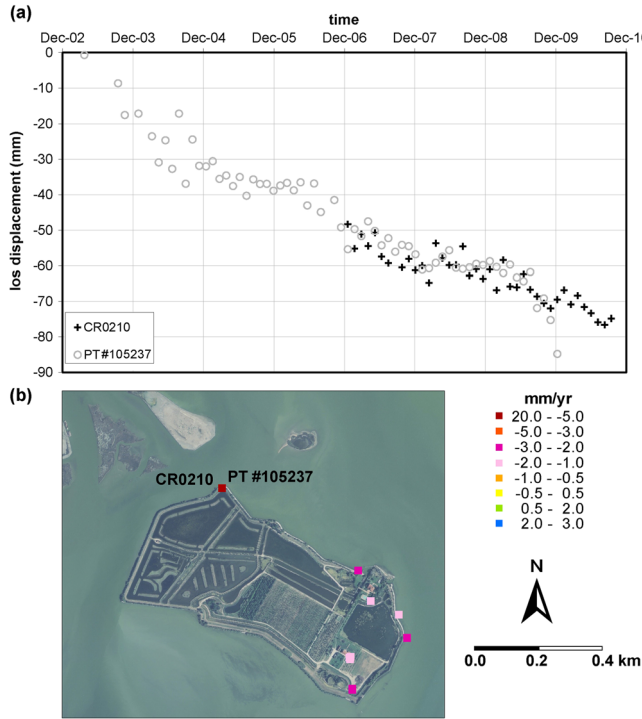 (a)
time
Dec-02 Dec-03 Dec-04 Dec-05 Dec-06 Dec-07 Dec-08 Dec-09 Dec-10
0
-10
-20
-30
-40
-50
-60
-70
-80
-90
los displacement (mm)
CR0210
PT#105237
(b)
CR0210 PT #105237
mm/yr
20.0 - -5.0
-5.0 - -3.0
-3.0 - -2.0
-2.0 - -1.0
-1.0 - -0.5
-0.5 - 0.5
0.5 - 2.0
2.0 - 3.0
N
0.0 0.2 0.4 km